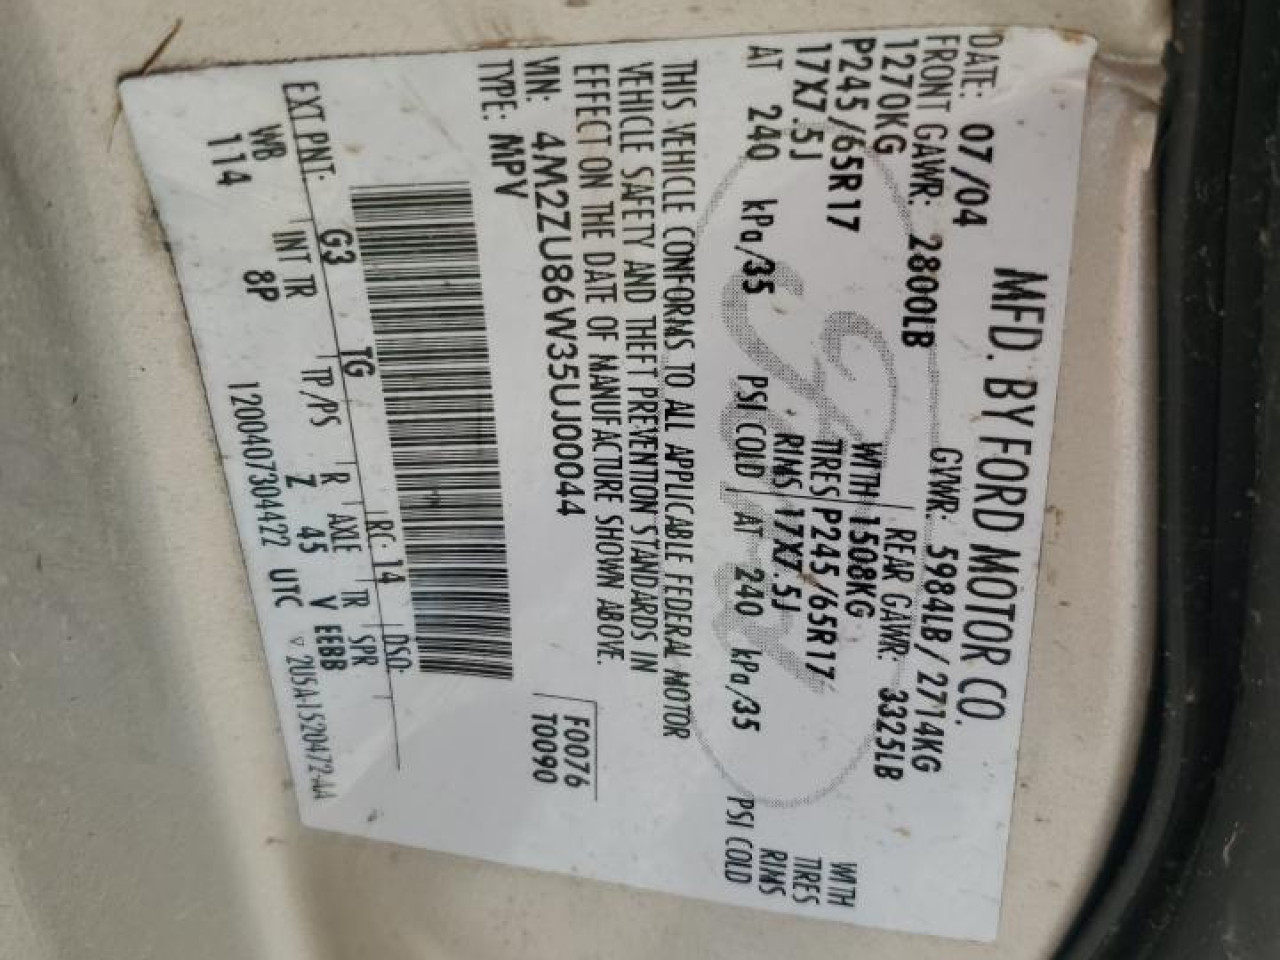 MFD. BY FORD MOTOR CO.
DATE: 07/04 GVWR: 5984LB/2714KG
FRONT GAWR: 2800LB REAR GAWR: 3325LB
1270KG WITH 1508KG WITH
P245/65R17 TIRES P245/65R17 TIRES
17X7.5J RIMS 17X7.5J RIMS
AT 240 kPa/35 PSI COLD AT 240 kPa/35 PSI COLD
THIS VEHICLE CONFORMS TO ALL APPLICABLE FEDERAL MOTOR
VEHICLE SAFETY AND THEFT PREVENTION STANDARDS IN
EFFECT ON THE DATE OF MANUFACTURE SHOWN ABOVE.
VIN: 4M2ZU86W35UJ00044 F0076
TYPE: MPV T0090
EXT PNT: G3 TG RC: 14 DSO:
WB INT TR TP/PS R AXLE TR SPR
114 8P Z 45 V EEBB
1200407304422 UTC ▽ 2U5A-1520472-AA